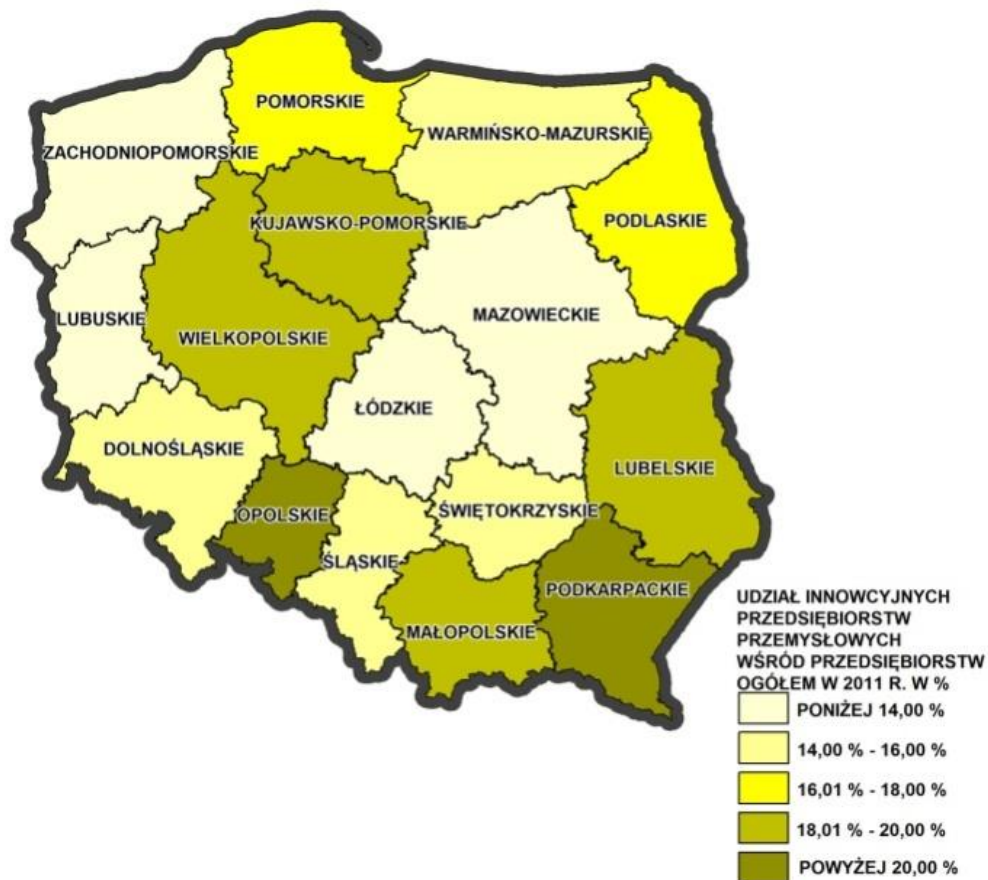 POMORSKIE
WARMIŃSKO-MAZURSKIE
ZACHODNIOPOMORSKIE
PODLASKIE
KUJAWSKO-POMORSKIE
MAZOWIECKIE
LUBUSKIE
WIELKOPOLSKIE
ŁÓDZKIE
DOLNOŚLĄSKIE
LUBELSKIE
ŚWIĘTOKRZYSKIE
OPOLSKIE
ŚLĄSKIE
PODKARPACKIE
MAŁOPOLSKIE
UDZIAŁ INNOWCYJNYCH
PRZEDSIĘBIORSTW
PRZEMYSŁOWYCH
WŚRÓD PRZEDSIĘBIORSTW
OGÓŁEM W 2011 R. W %
PONIŻEJ 14,00 %
14,00 % - 16,00 %
16,01 % - 18,00 %
18,01 % - 20,00 %
POWYŻEJ 20,00 %